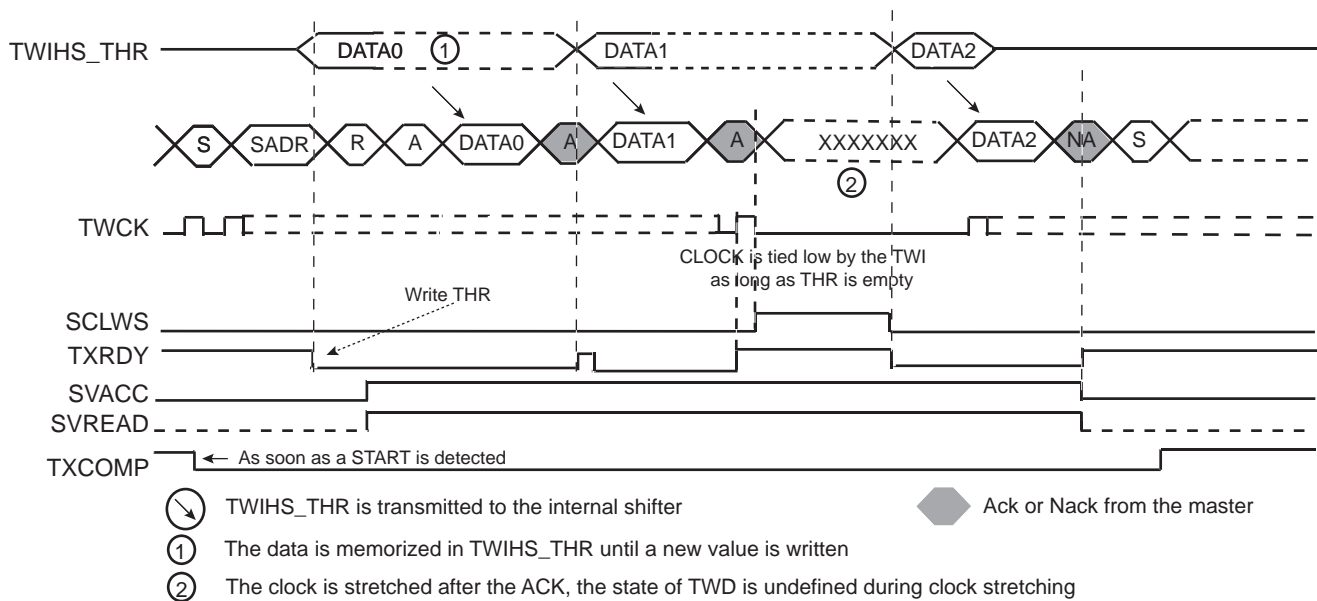 TWIHS_THR DATA0 1 DATA1 DATA2
S SADR R A DATA0 A DATA1 A XXXXXXX DATA2 NA S
2
TWCK
CLOCK is tied low by the TWI
as long as THR is empty
Write THR
SCLWS
TXRDY
SVACC
SVREAD
TXCOMP As soon as a START is detected
TWIHS_THR is transmitted to the internal shifter Ack or Nack from the master
1 The data is memorized in TWIHS_THR until a new value is written
2 The clock is stretched after the ACK, the state of TWD is undefined during clock stretching